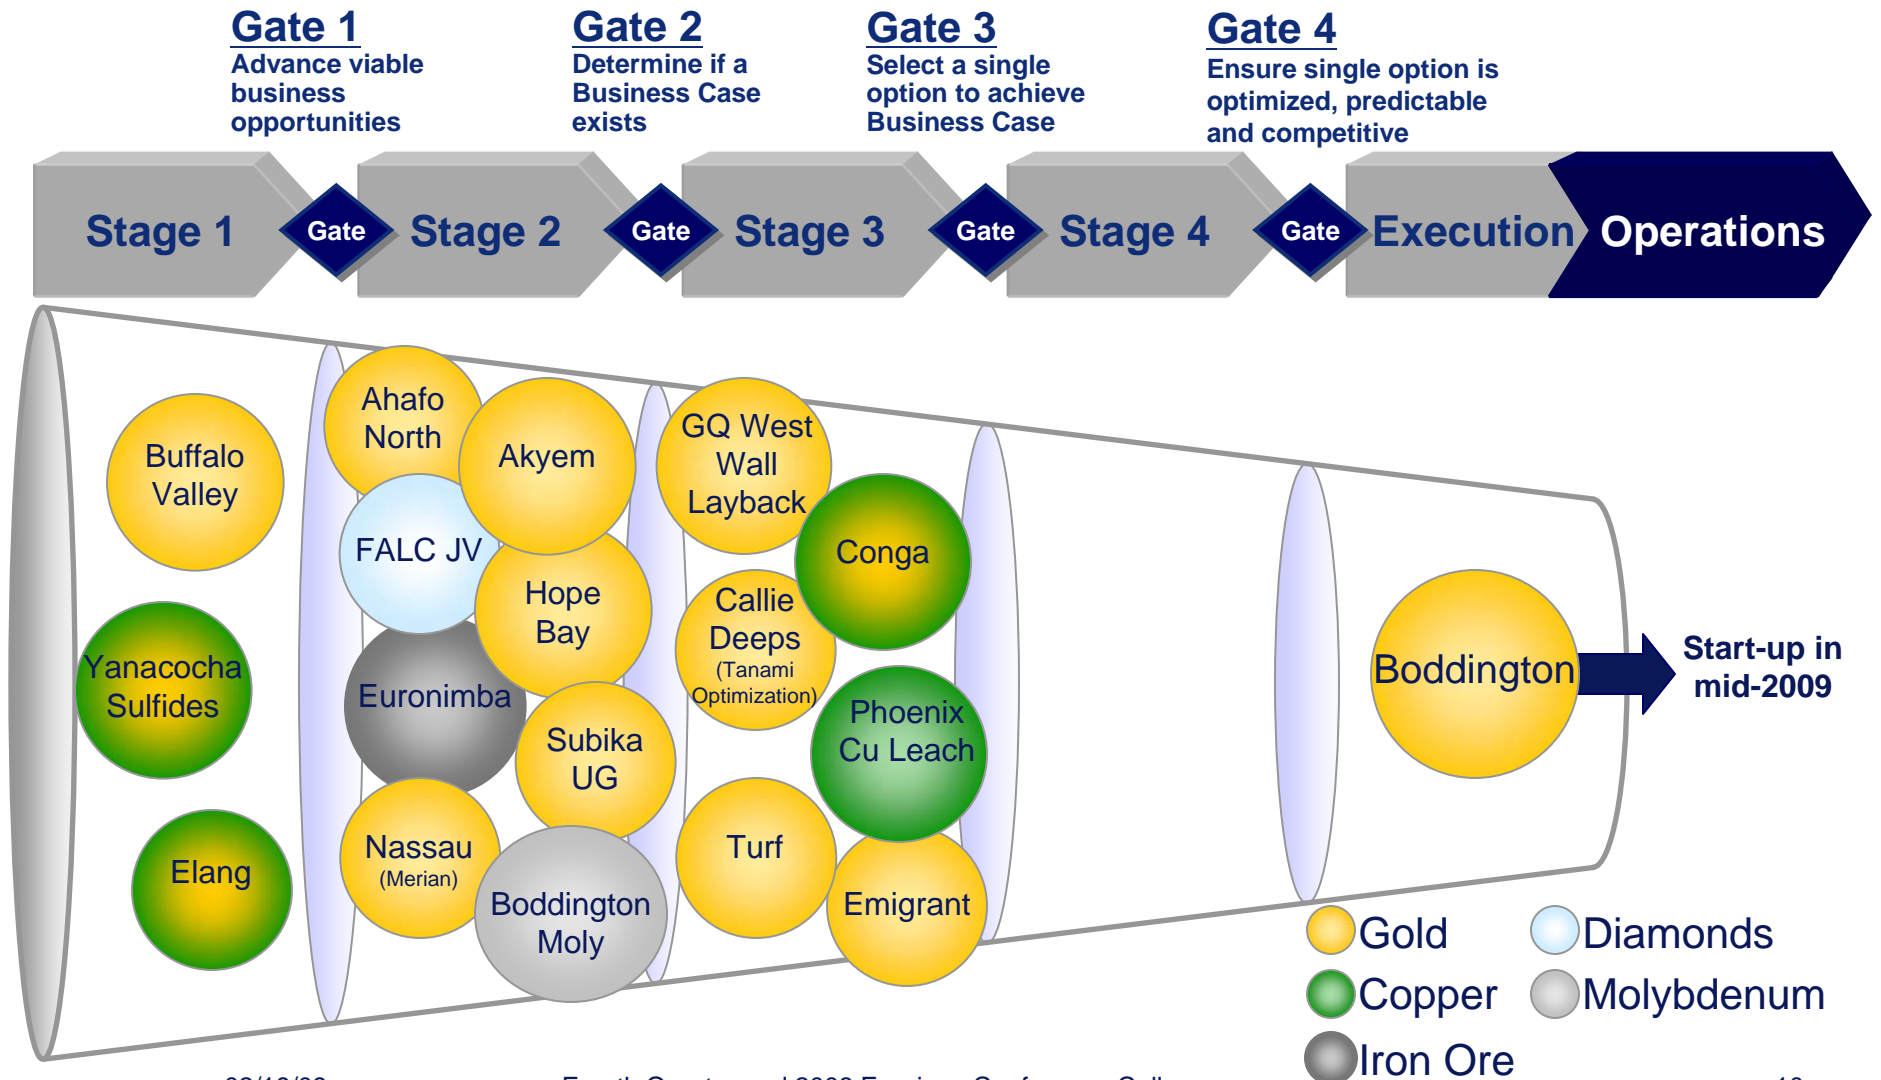 Gate 1
Advance viable
business
opportunities
Gate 2
Determine if a
Business Case
exists
Gate 3
Select a single
option to achieve
Business Case
Gate 4
Ensure single option is
optimized, predictable
and competitive
Stage 1
Gate
Stage 2
Gate
Stage 3
Gate
Stage 4
Gate
Execution
Operations
Buffalo
Valley
Yanacocha
Sulfides
Elang
Ahafo
North
FALC JV
Euronimba
Nassau
(Merian)
Akyem
Hope
Bay
Subika
UG
Boddington
Moly
GQ West
Wall
Layback
Callie
Deeps
(Tanami
Optimization)
Turf
Conga
Phoenix
Cu Leach
Emigrant
Boddington
Start-up in
mid-2009
Gold
Diamonds
Copper
Molybdenum
Iron Ore